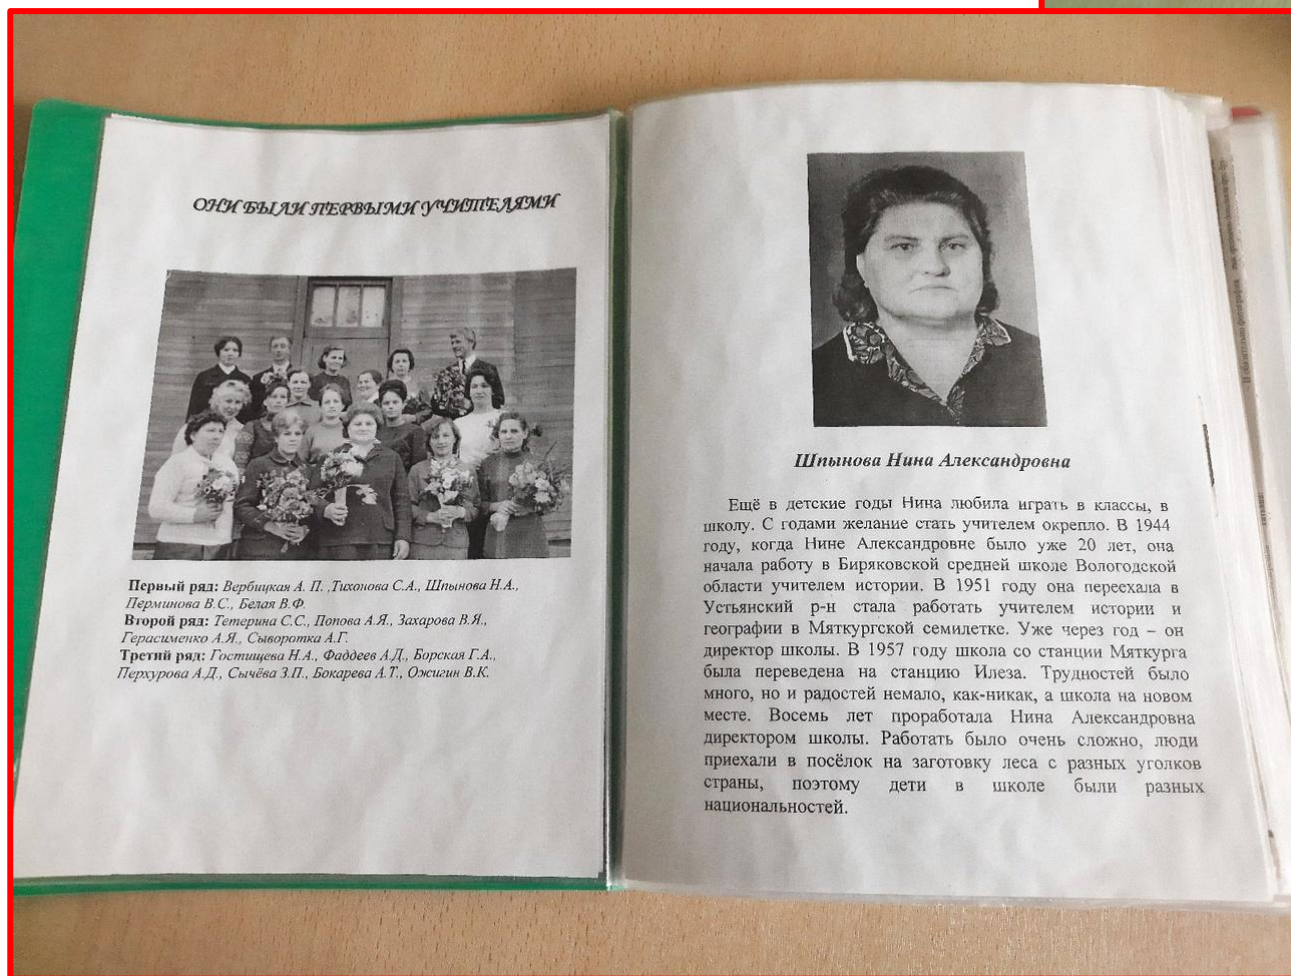 ОНИ БЫЛИ ПЕРВЫМИ УЧИТЕЛЯМИ
Первый ряд: Вербицкая А. П. ,Тихонова С.А., Шпынова Н.А.,
Перминова В.С., Белая В.Ф.
Второй ряд: Тетерина С.С., Попова А.Я., Захарова В.Я.,
Герасименко А.Я., Сыворотка А.Г.
Третий ряд: Гостищева Н.А., Фаддеев А.Д., Борская Г.А.,
Перхурова А.Д., Сычёва З.П., Бокарева А.Т., Ожигин В.К.
Шпынова Нина Александровна
Ещё в детские годы Нина любила играть в классы, в
школу. С годами желание стать учителем окрепло. В 1944
году, когда Нине Александровне было уже 20 лет, она
начала работу в Биряковской средней школе Вологодской
области учителем истории. В 1951 году она переехала в
Устьянский р-н стала работать учителем истории и
географии в Мяткургской семилетке. Уже через год – он
директор школы. В 1957 году школа со станции Мяткурга
была переведена на станцию Илеза. Трудностей было
много, но и радостей немало, как-никак, а школа на новом
месте. Восемь лет проработала Нина Александровна
директором школы. Работать было очень сложно, люди
приехали в посёлок на заготовку леса с разных уголков
страны, поэтому дети в школе были разных
национальностей.